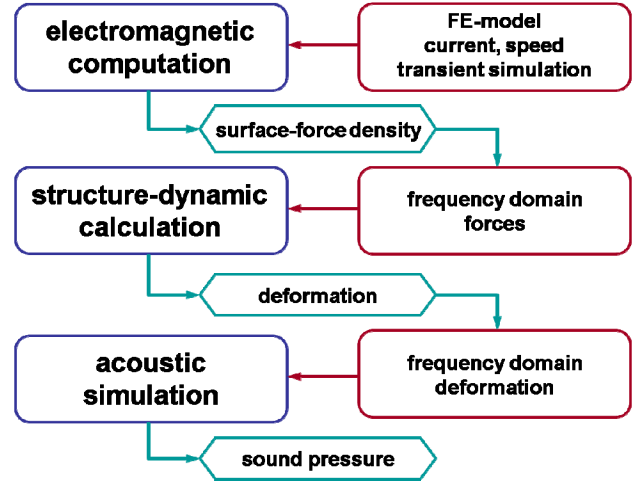 electromagnetic
computation
FE-model
current, speed
transient simulation
surface-force density
structure-dynamic
calculation
frequency domain
forces
deformation
acoustic
simulation
frequency domain
deformation
sound pressure